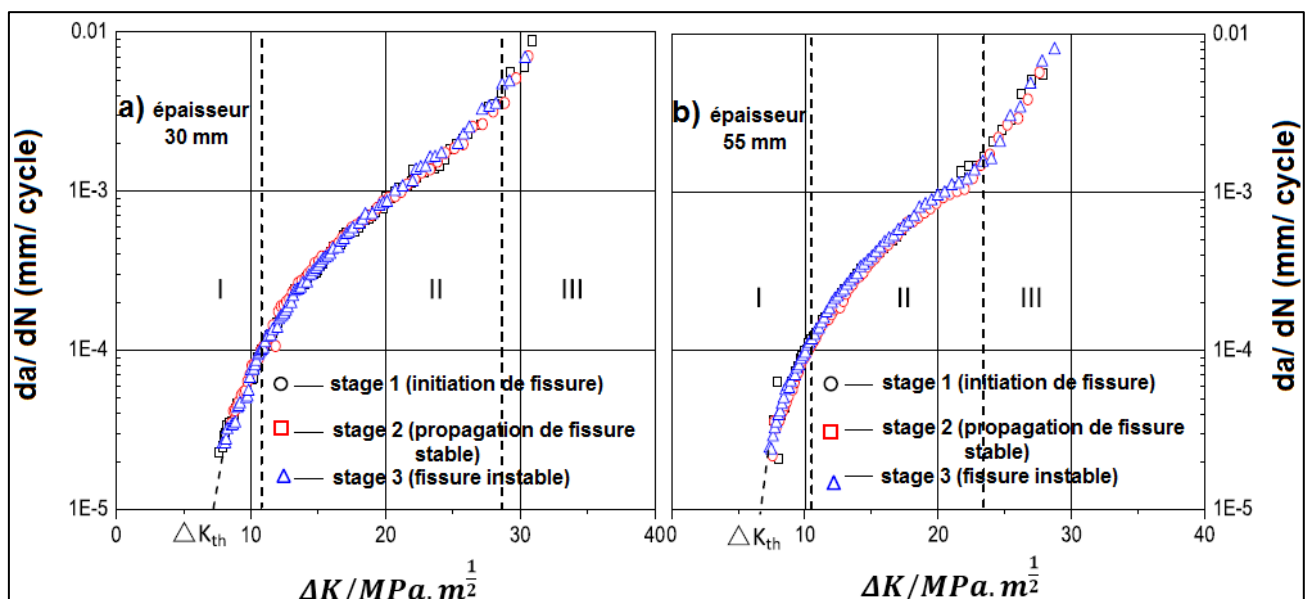 0.01
a) épaisseur
30 mm
da/ dN (mm/ cycle)
1E-3
I
II
III
1E-4
stage 1 (initiation de fissure)
stage 2 (propagation de fissure
stable)
stage 3 (fissure instable)
1E-5
0
10
20
30
40
△ K_th
ΔK/MPa.m^{1/2}
0.01
b) épaisseur
55 mm
da/ dN (mm/ cycle)
1E-3
I
II
III
1E-4
stage 1 (initiation de fissure)
stage 2 (propagation de fissure
stable)
stage 3 (fissure instable)
1E-5
0
10
20
30
40
△ K_th
ΔK/MPa.m^{1/2}